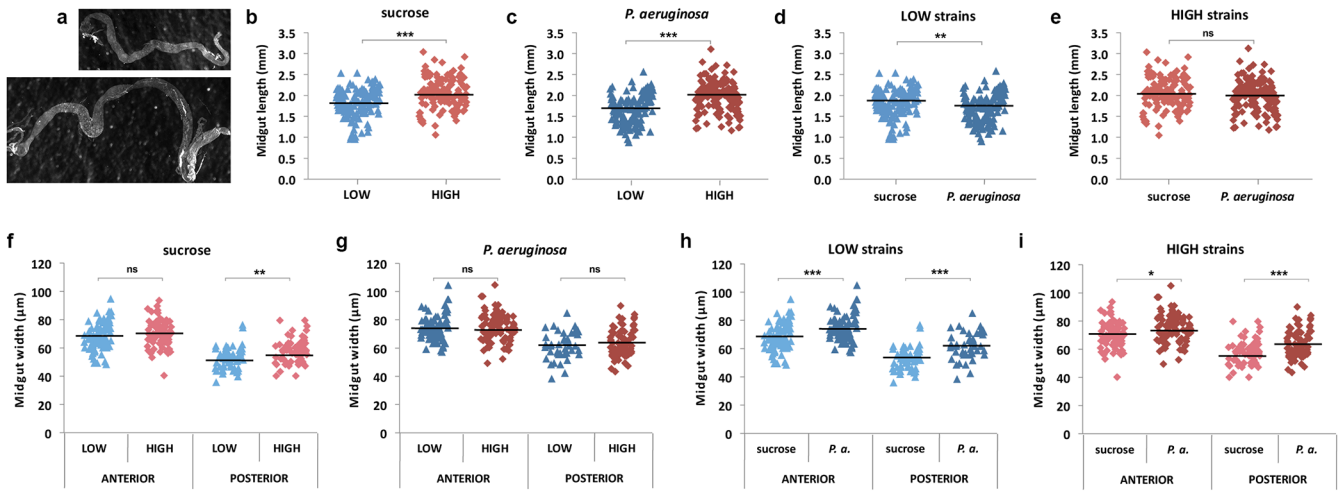 a
b
sucrose
***
Midgut length (mm)
3.5
3.0
2.5
2.0
1.5
1.0
0.5
0.0
LOW HIGH
c
P. aeruginosa
***
Midgut length (mm)
3.5
3.0
2.5
2.0
1.5
1.0
0.5
0.0
LOW HIGH
d
LOW strains
**
Midgut length (mm)
3.5
3.0
2.5
2.0
1.5
1.0
0.5
0.0
sucrose P. aeruginosa
e
HIGH strains
ns
Midgut length (mm)
3.5
3.0
2.5
2.0
1.5
1.0
0.5
0.0
sucrose P. aeruginosa
f
sucrose
ns **
Midgut width (µm)
120
100
80
60
40
20
0
LOW HIGH LOW HIGH
ANTERIOR POSTERIOR
g
P. aeruginosa
ns ns
Midgut width (µm)
120
100
80
60
40
20
0
LOW HIGH LOW HIGH
ANTERIOR POSTERIOR
h
LOW strains
*** ***
Midgut width (µm)
120
100
80
60
40
20
0
sucrose P. a. sucrose P. a.
ANTERIOR POSTERIOR
i
HIGH strains
* ***
Midgut width (µm)
120
100
80
60
40
20
0
sucrose P. a. sucrose P. a.
ANTERIOR POSTERIOR